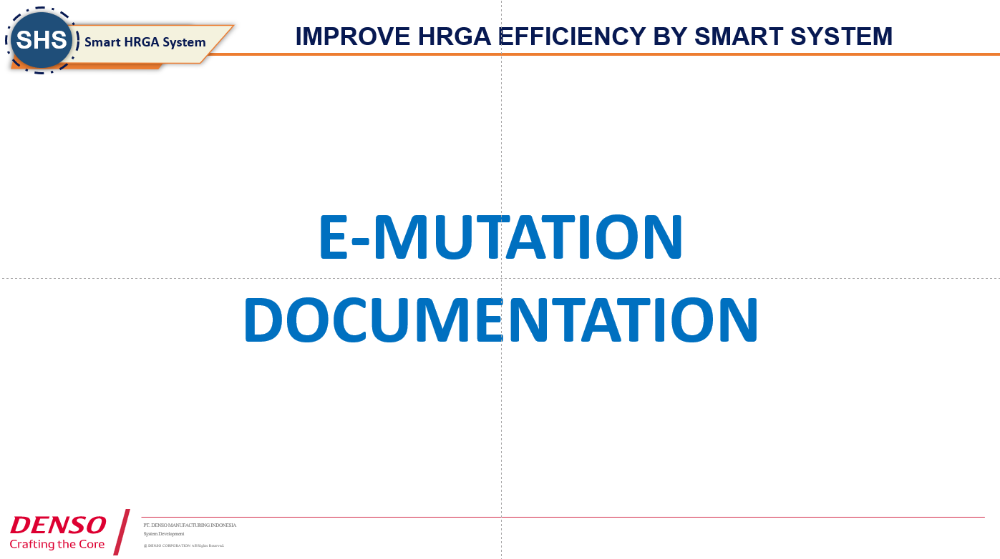 SHS
Smart HRGA System
IMPROVE HRGA EFFICIENCY BY SMART SYSTEM
E-MUTATION
DOCUMENTATION
DENSO
Crafting the Core
PT. DENSO MANUFACTURING INDONESIA
System Development
@ DENSO CORPORATION All Rights Reserved.